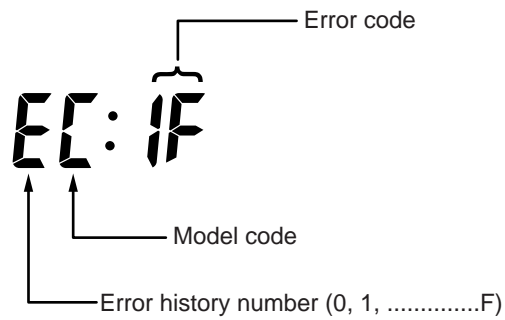 Error code
EC:1F
Model code
Error history number (0, 1, ..............F)